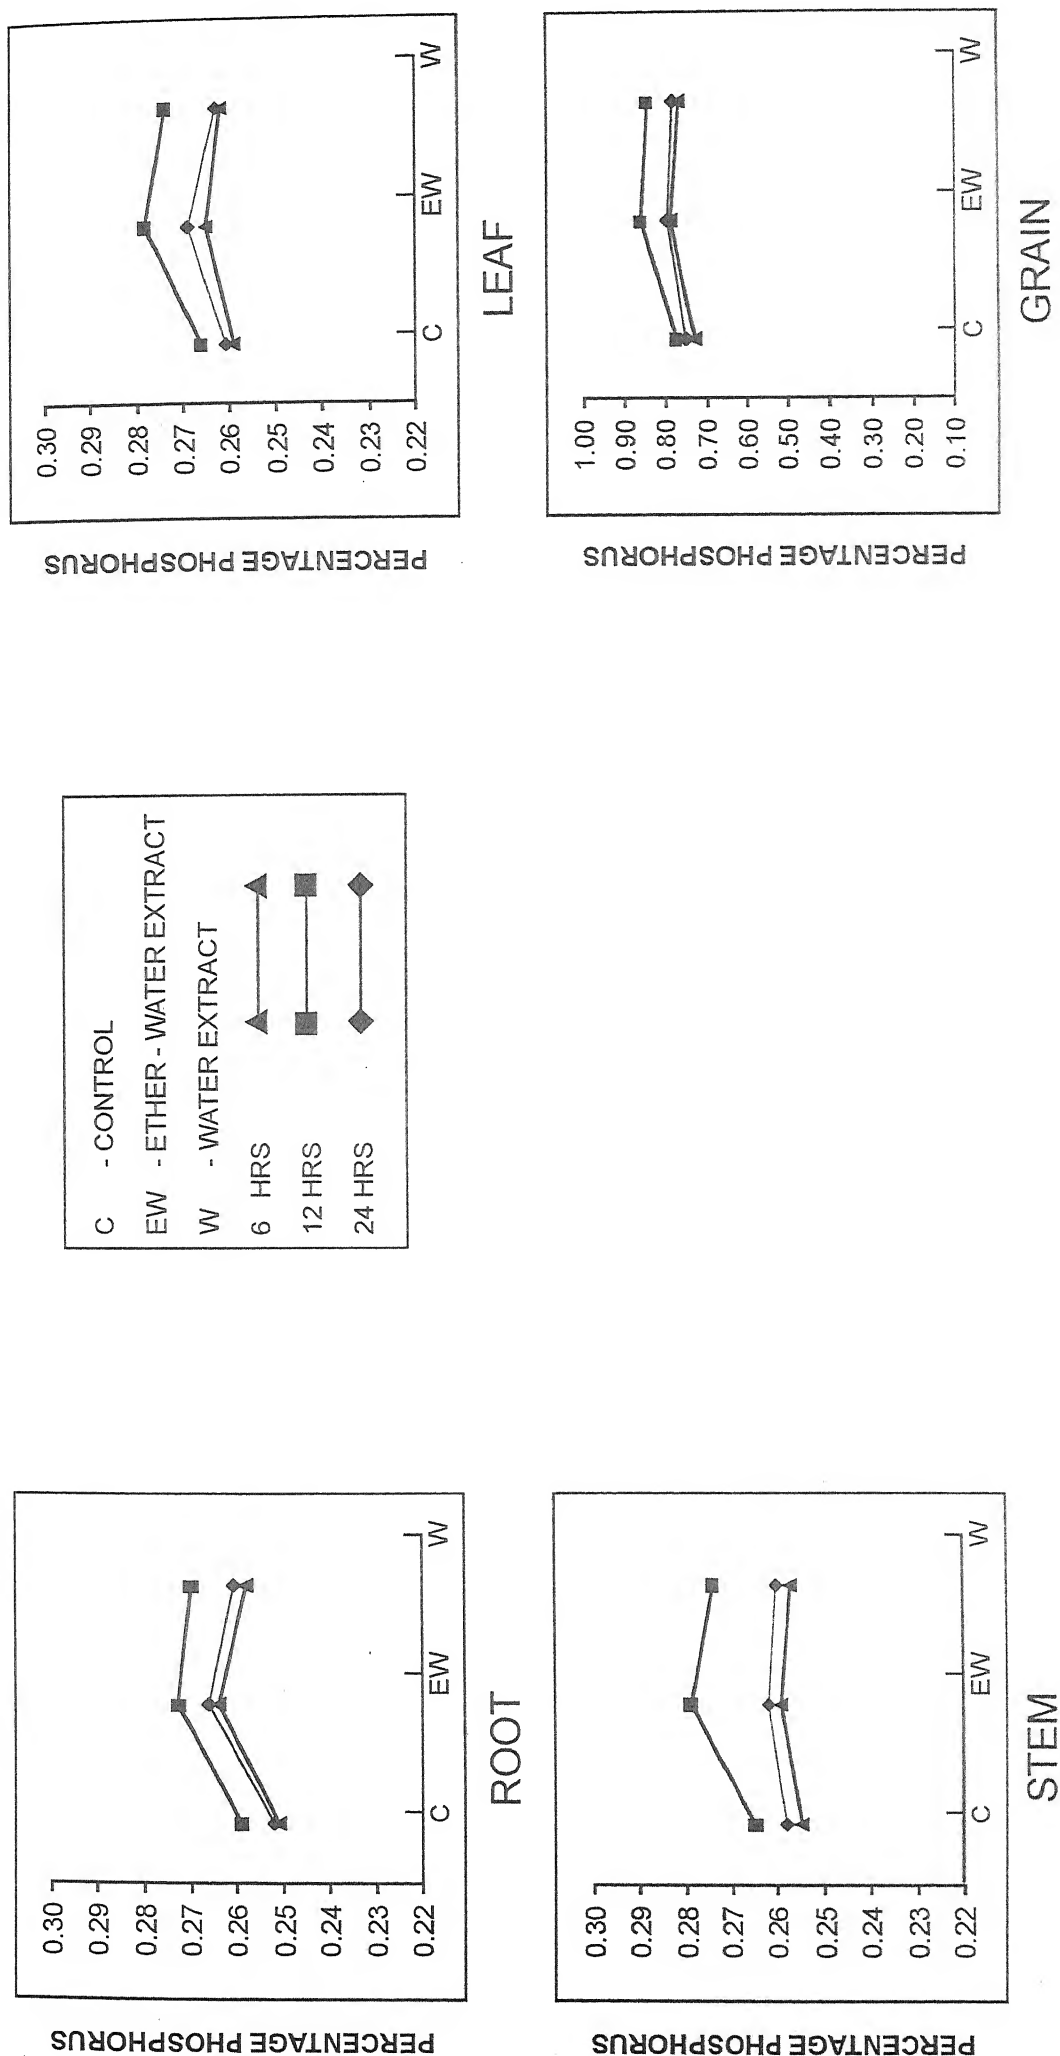 PERCENTAGE PHOSPHORUS
0.30
0.29
0.28
0.27
0.26
0.25
0.24
0.23
0.22
C
EW
W
ROOT
C - CONTROL
EW - ETHER - WATER EXTRACT
W - WATER EXTRACT
6 HRS
12 HRS
24 HRS
PERCENTAGE PHOSPHORUS
0.30
0.29
0.28
0.27
0.26
0.25
0.24
0.23
0.22
C
EW
W
LEAF
PERCENTAGE PHOSPHORUS
0.30
0.29
0.28
0.27
0.26
0.25
0.24
0.23
0.22
C
EW
W
STEM
PERCENTAGE PHOSPHORUS
1.00
0.90
0.80
0.70
0.60
0.50
0.40
0.30
0.20
0.10
C
EW
W
GRAIN